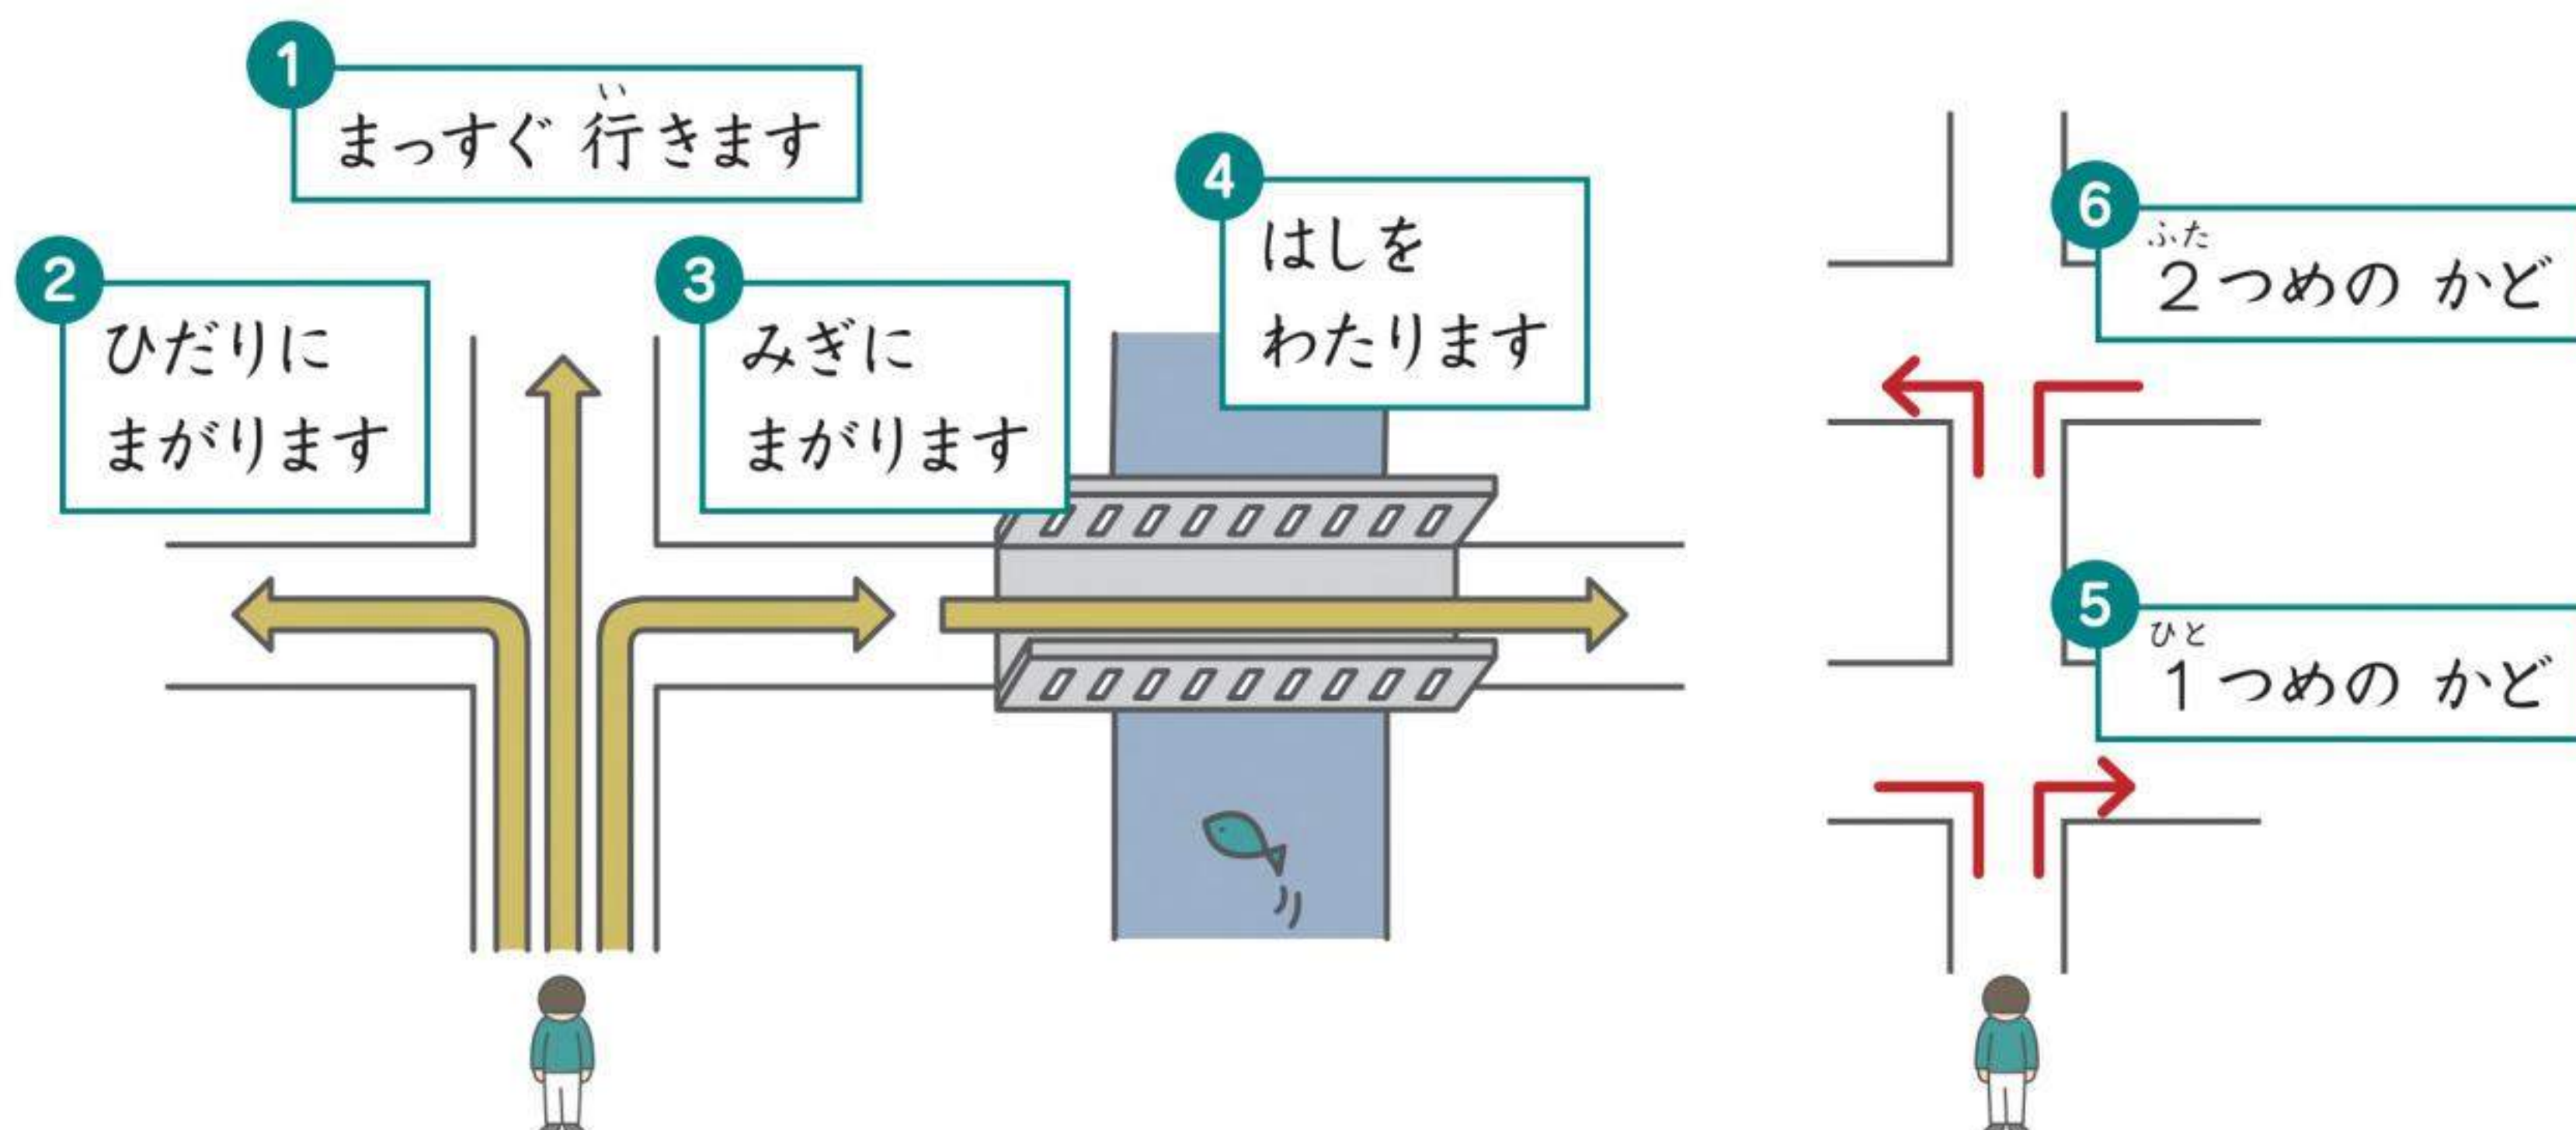 1
い
まっすぐ 行きます
2
ひだりに
まがります
3
みぎに
まがります
4
はしを
わたります
6
ふた
2つめの かど
5
ひと
1つめの かど